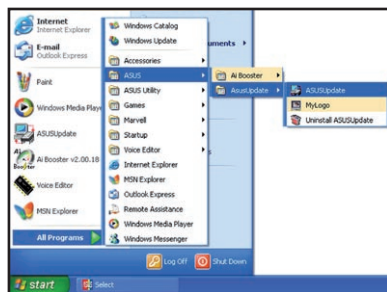 Internet
Internet Explorer
E-mail
Outlook Express
Paint
Windows Media Play
ASUSUpdate
Ai Booster v2.00.18
Voice Editor
MSN Explorer
All Programs
Windows Catalog
Windows Update
Accessories
ASUS
ASUS Utility
Games
Marvell
Startup
Voice Editor
Internet Explorer
MSN Explorer
Outlook Express
Remote Assistance
Windows Media Player
Windows Messenger
uments
Ai Booster
AsusUpdate
ASUSUpdate
MyLogo
Uninstall ASUSUpdate
Log Off
Shut Down
start
Select